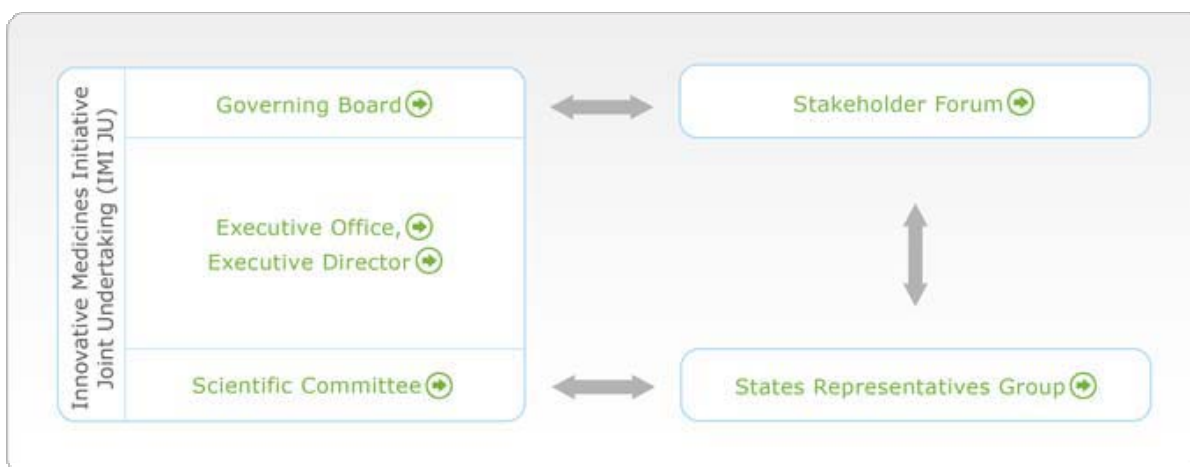 Innovative Medicines Initiative
Joint Undertaking (IMI JU)
Governing Board
Executive Office,
Executive Director
Scientific Committee
Stakeholder Forum
States Representatives Group